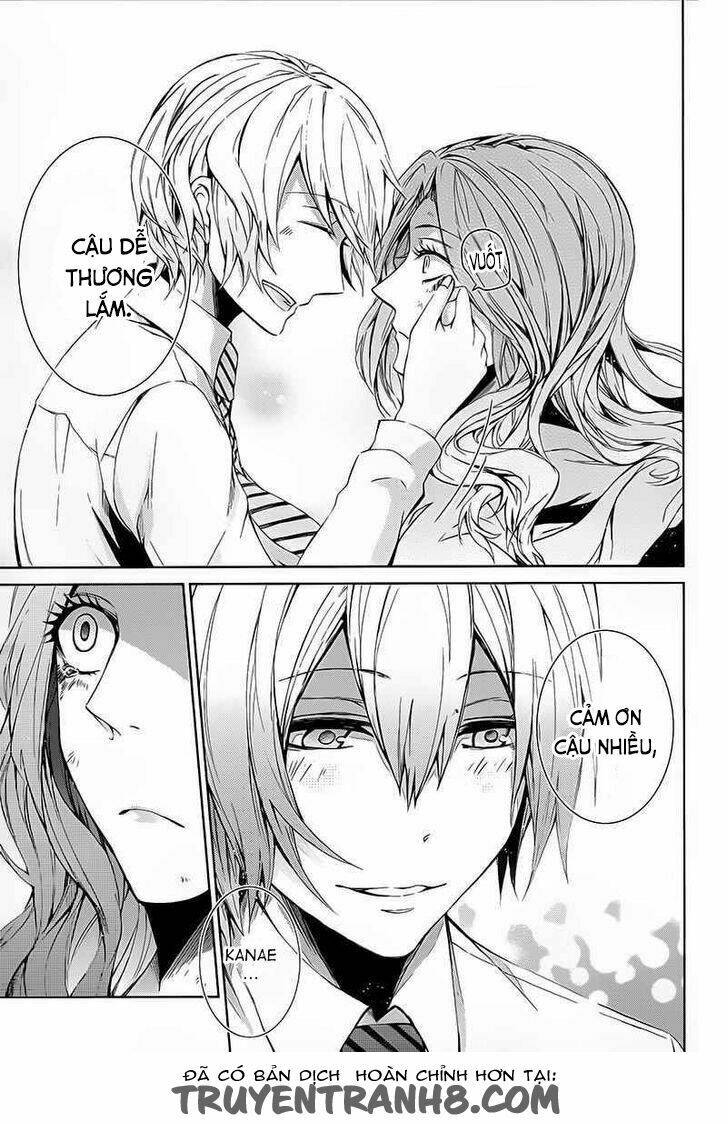 CẬU DỄ
THƯƠNG
LẮM.
VUỐT
CẢM ƠN
CẬU NHIỀU,
KANAE
...
ĐÃ CÓ BẢN DỊCH HOÀN CHỈNH HƠN TẠI:
TRUYENTRANH8.COM